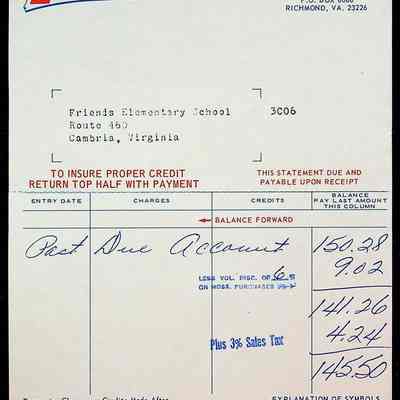 RICHMOND, VA. 23226
Friends Elementary School 3C06
Route 460
Cambria, Virginia
TO INSURE PROPER CREDIT
RETURN TOP HALF WITH PAYMENT
THIS STATEMENT DUE AND
PAYABLE UPON RECEIPT
ENTRY DATE CHARGES CREDITS BALANCE
PAY LAST AMOUNT
THIS COLUMN
BALANCE FORWARD
Past Due Account 150.28
LESS VOL. DISC. OF 6% 9.02
ON MOSS. PURCHASES
141.26
Plus 3% Sales Tax 4.24
145.50
EXPLANATION OF SYMBOLS